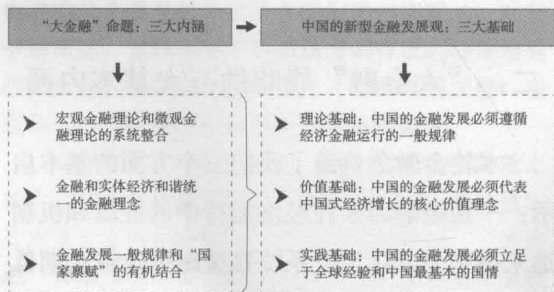 “大金融”命题：三大内涵
中国的新型金融发展观：三大基础
宏观金融理论和微观金
融理论的系统整合
金融和实体经济和谐统
一的金融理念
金融发展一般规律和“国
家禀赋”的有机结合
理论基础：中国的金融发展必须遵循
经济金融运行的一般规律
价值基础：中国的金融发展必须代表
中国式经济增长的核心价值理念
实践基础：中国的金融发展必须立足
于全球经验和中国最基本的国情